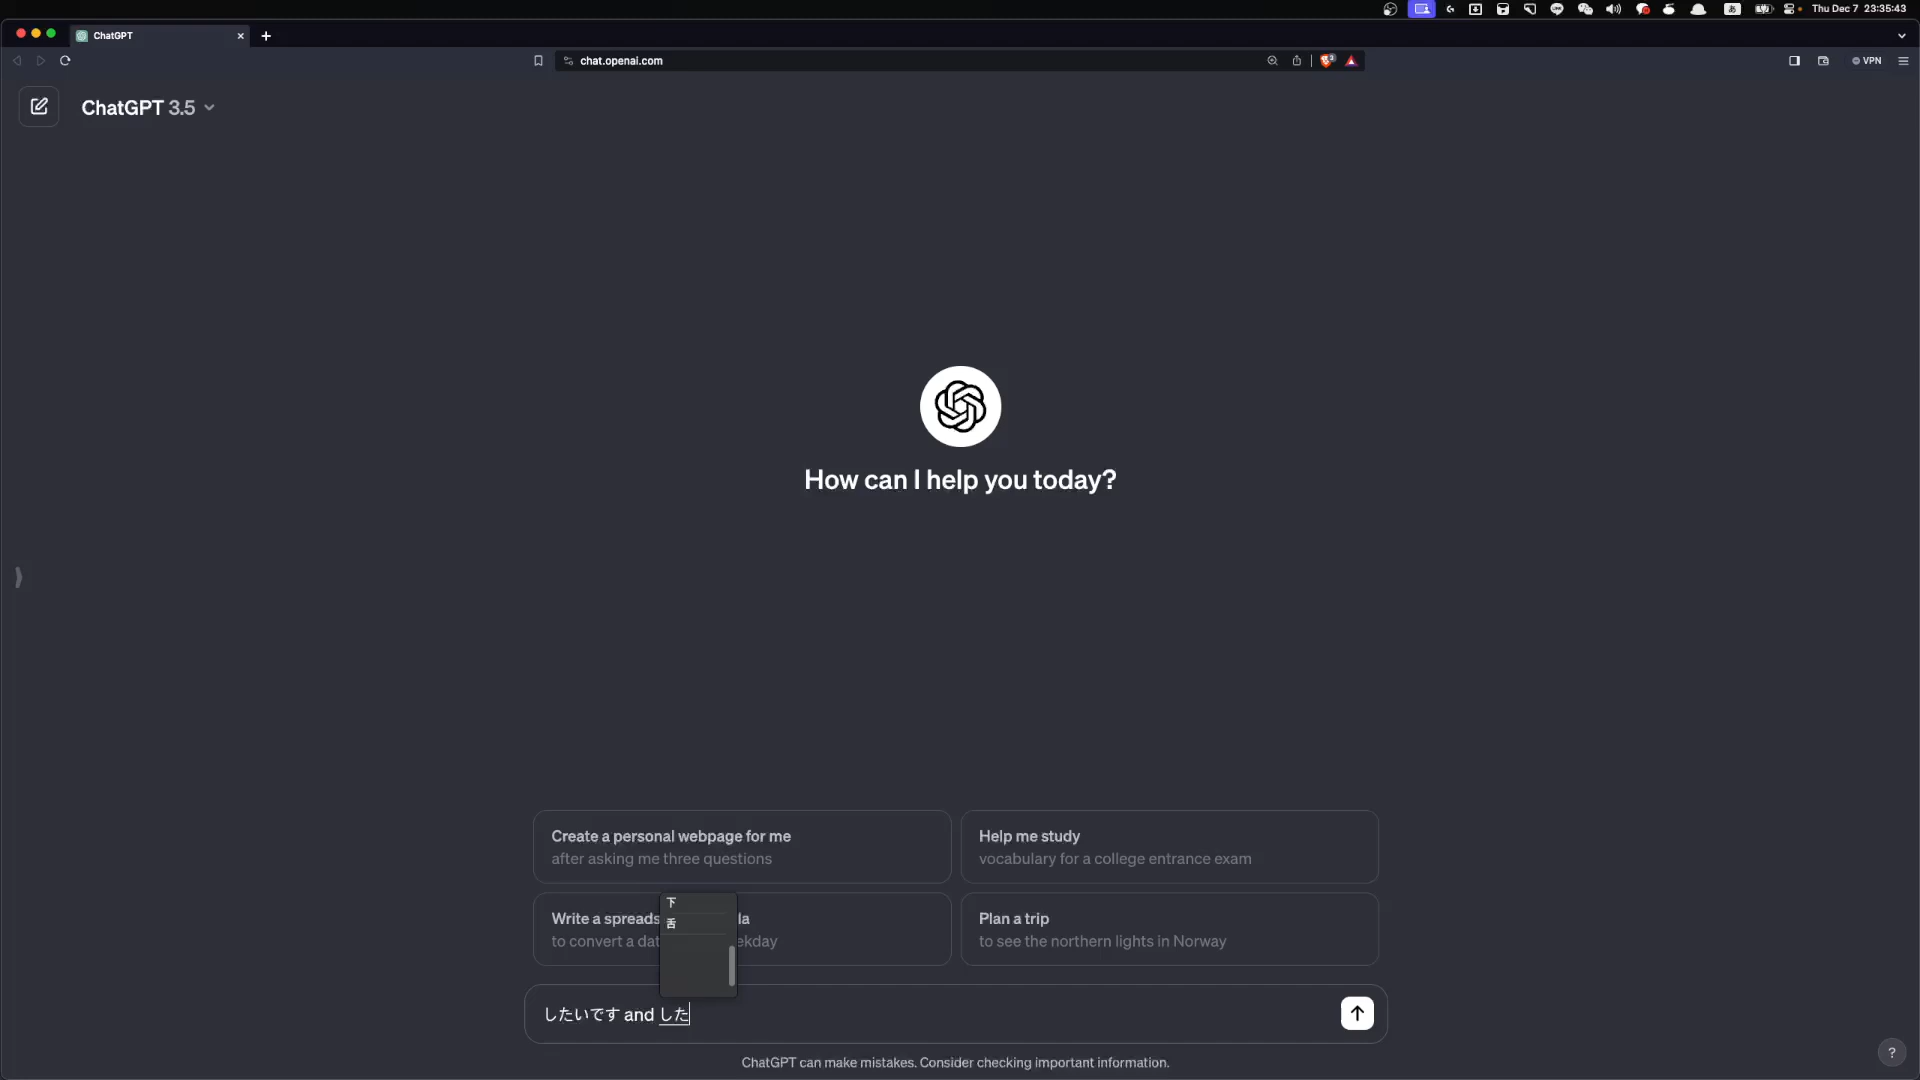 Thu Dec 7 23:35:43
ChatGPT
chat.openai.com
VPN
ChatGPT 3.5
How can I help you today?
Create a personal webpage for me
after asking me three questions
Help me study
vocabulary for a college entrance exam
Write a spreads
la
to convert a dat
ekday
Plan a trip
to see the northern lights in Norway
下
舌
したいです and した
ChatGPT can make mistakes. Consider checking important information.
?